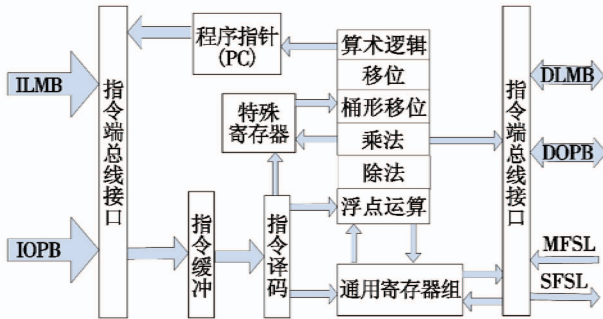 ILMB
IOPB
指令端总线接口
程序指针
(PC)
特殊
寄存器
指令缓冲
指令译码
算术逻辑
移位
桶形移位
乘法
除法
浮点运算
通用寄存器组
指令端总线接口
DLMB
DOPB
MFSL
SFSL